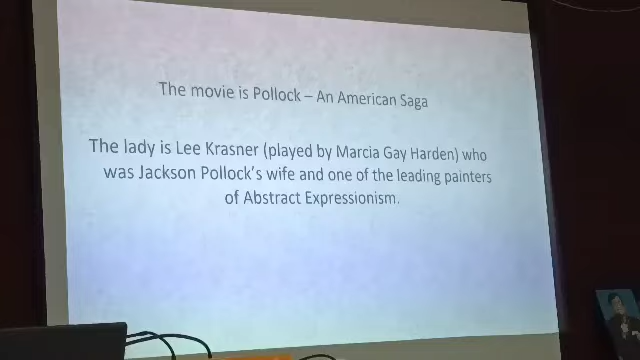 The movie is Pollock – An American Saga
The lady is Lee Krasner (played by Marcia Gay Harden) who
was Jackson Pollock's wife and one of the leading painters
of Abstract Expressionism.